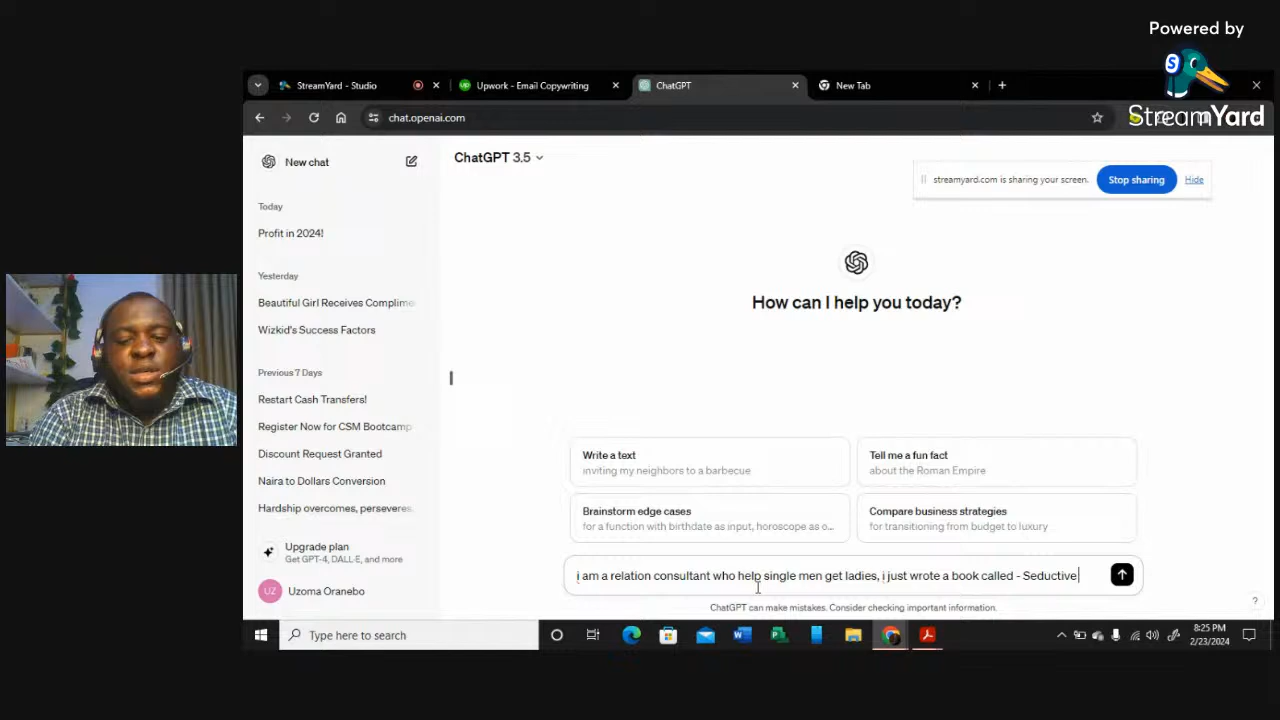 Powered by
StreamYard
StreamYard - Studio
Upwork - Email Copywriting
ChatGPT
New Tab
chat.openai.com
New chat
ChatGPT 3.5
streamyard.com is sharing your screen.
Stop sharing
Hide
Today
Profit in 2024!
Yesterday
Beautiful Girl Receives Complime
Wizkid's Success Factors
Previous 7 Days
Restart Cash Transfers!
Register Now for CSM Bootcamp
Discount Request Granted
Naira to Dollars Conversion
Hardship overcomes, perseveres.
How can I help you today?
Write a text
inviting my neighbors to a barbecue
Tell me a fun fact
about the Roman Empire
Brainstorm edge cases
for a function with birthdate as input, horoscope as o...
Compare business strategies
for transitioning from budget to luxury
Upgrade plan
Get GPT-4, DALL·E, and more
UZ
Uzoma Oranebo
i am a relation consultant who help single men get ladies, i just wrote a book called - Seductive
ChatGPT can make mistakes. Consider checking important information.
?
Type here to search
8:25 PM
2/23/2024